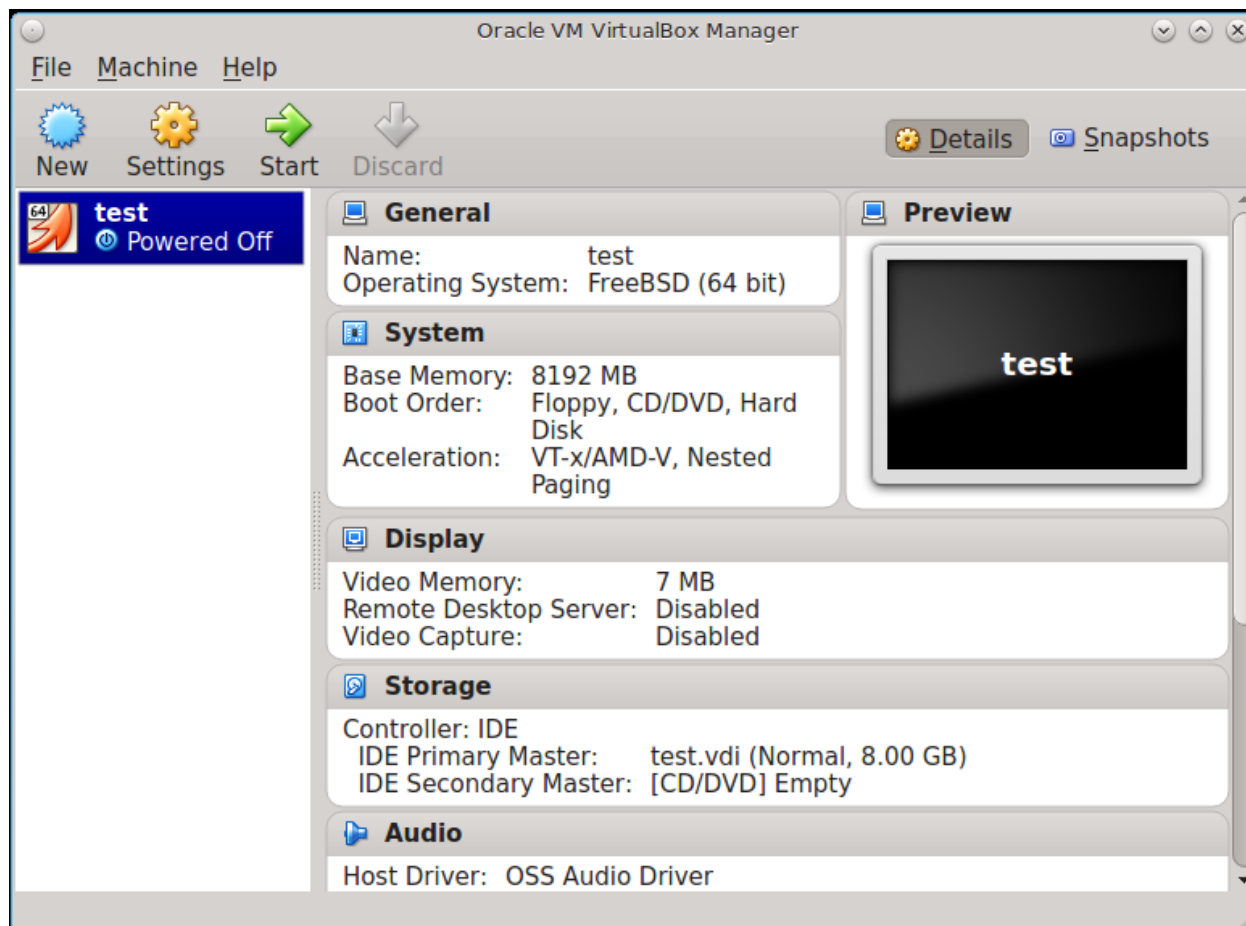 Oracle VM VirtualBox Manager
File Machine Help
New Settings Start Discard
Details Snapshots
64
test
Powered Off
General
Name: test
Operating System: FreeBSD (64 bit)
System
Base Memory: 8192 MB
Boot Order: Floppy, CD/DVD, Hard
Disk
Acceleration: VT-x/AMD-V, Nested
Paging
Preview
test
Display
Video Memory: 7 MB
Remote Desktop Server: Disabled
Video Capture: Disabled
Storage
Controller: IDE
IDE Primary Master: test.vdi (Normal, 8.00 GB)
IDE Secondary Master: [CD/DVD] Empty
Audio
Host Driver: OSS Audio Driver